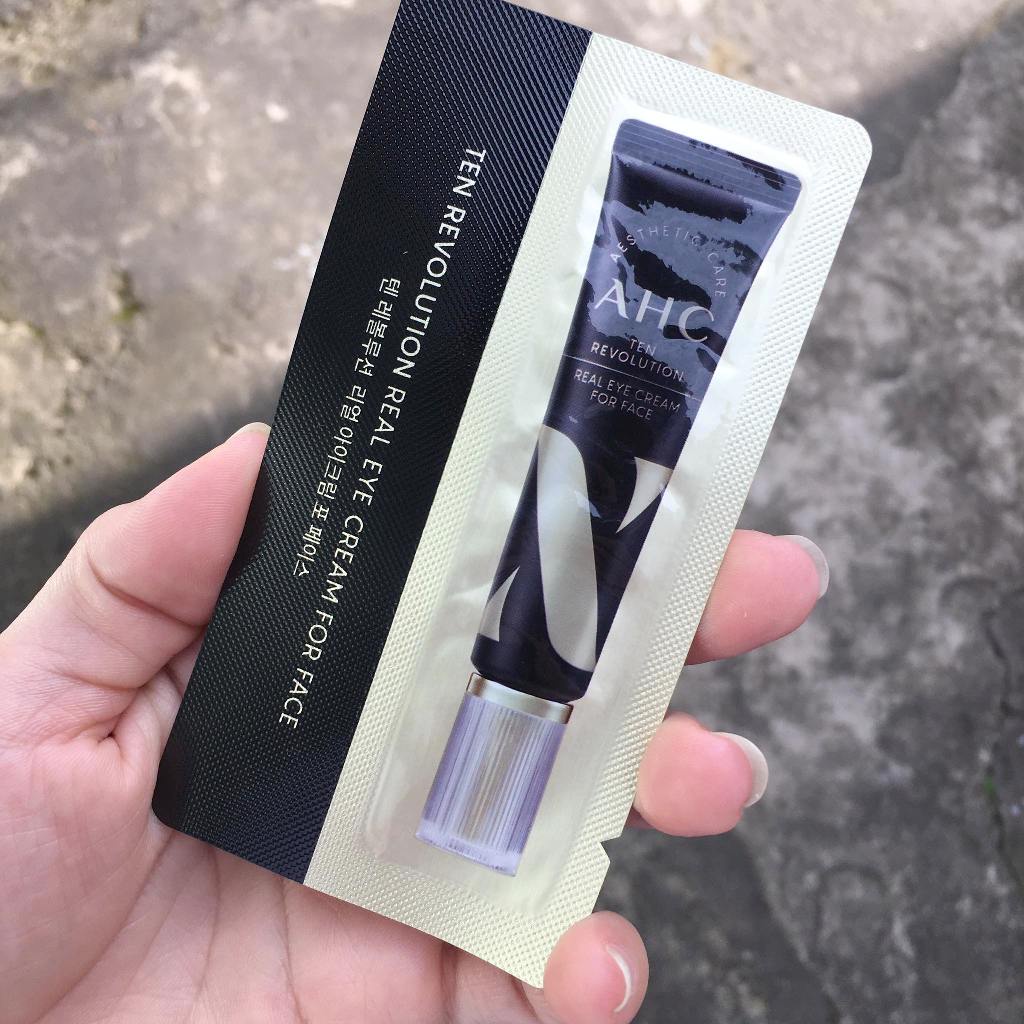 TEN REVOLUTION REAL EYE CREAM FOR FACE
텐 레볼루션 리얼 아이크림 포 페이스
AESTHETIC CARE
AHC
TEN
REVOLUTION
REAL EYE CREAM
FOR FACE